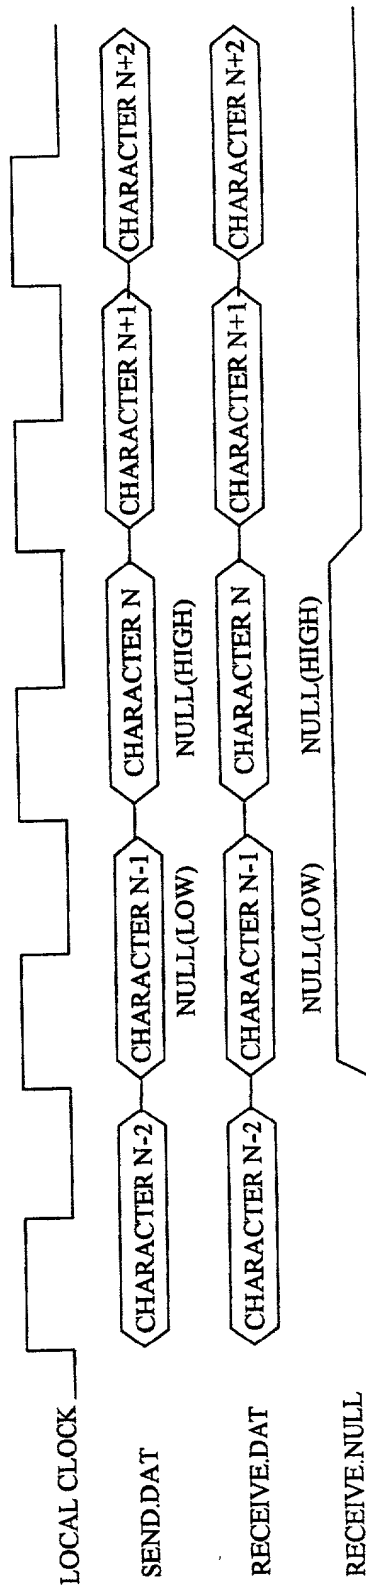 LOCAL CLOCK
SEND.DAT CHARACTER N-2 CHARACTER N-1 CHARACTER N CHARACTER N+1 CHARACTER N+2
NULL(LOW) NULL(HIGH)
RECEIVE.DAT CHARACTER N-2 CHARACTER N-1 CHARACTER N CHARACTER N+1 CHARACTER N+2
NULL(LOW) NULL(HIGH)
RECEIVE.NULL